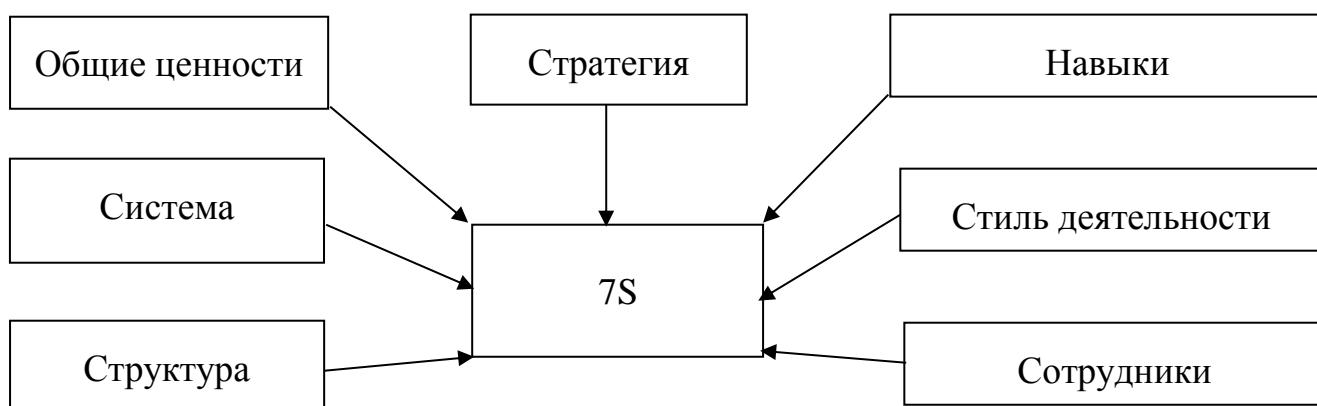 Общие ценности
Стратегия
Навыки
Система
Стиль деятельности
7S
Структура
Сотрудники